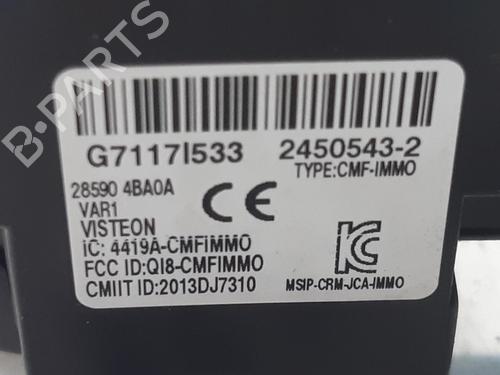 B-PARTS
G7117I533 2450543-2
TYPE:CMF-IMMO
28590 4BA0A
VAR1
VISTEON
IC: 4419A-CMFIMMO
FCC ID:QI8-CMFIMMO
CMIIT ID:2013DJ7310
CE
KC
MSIP-CRM-JCA-IMMO